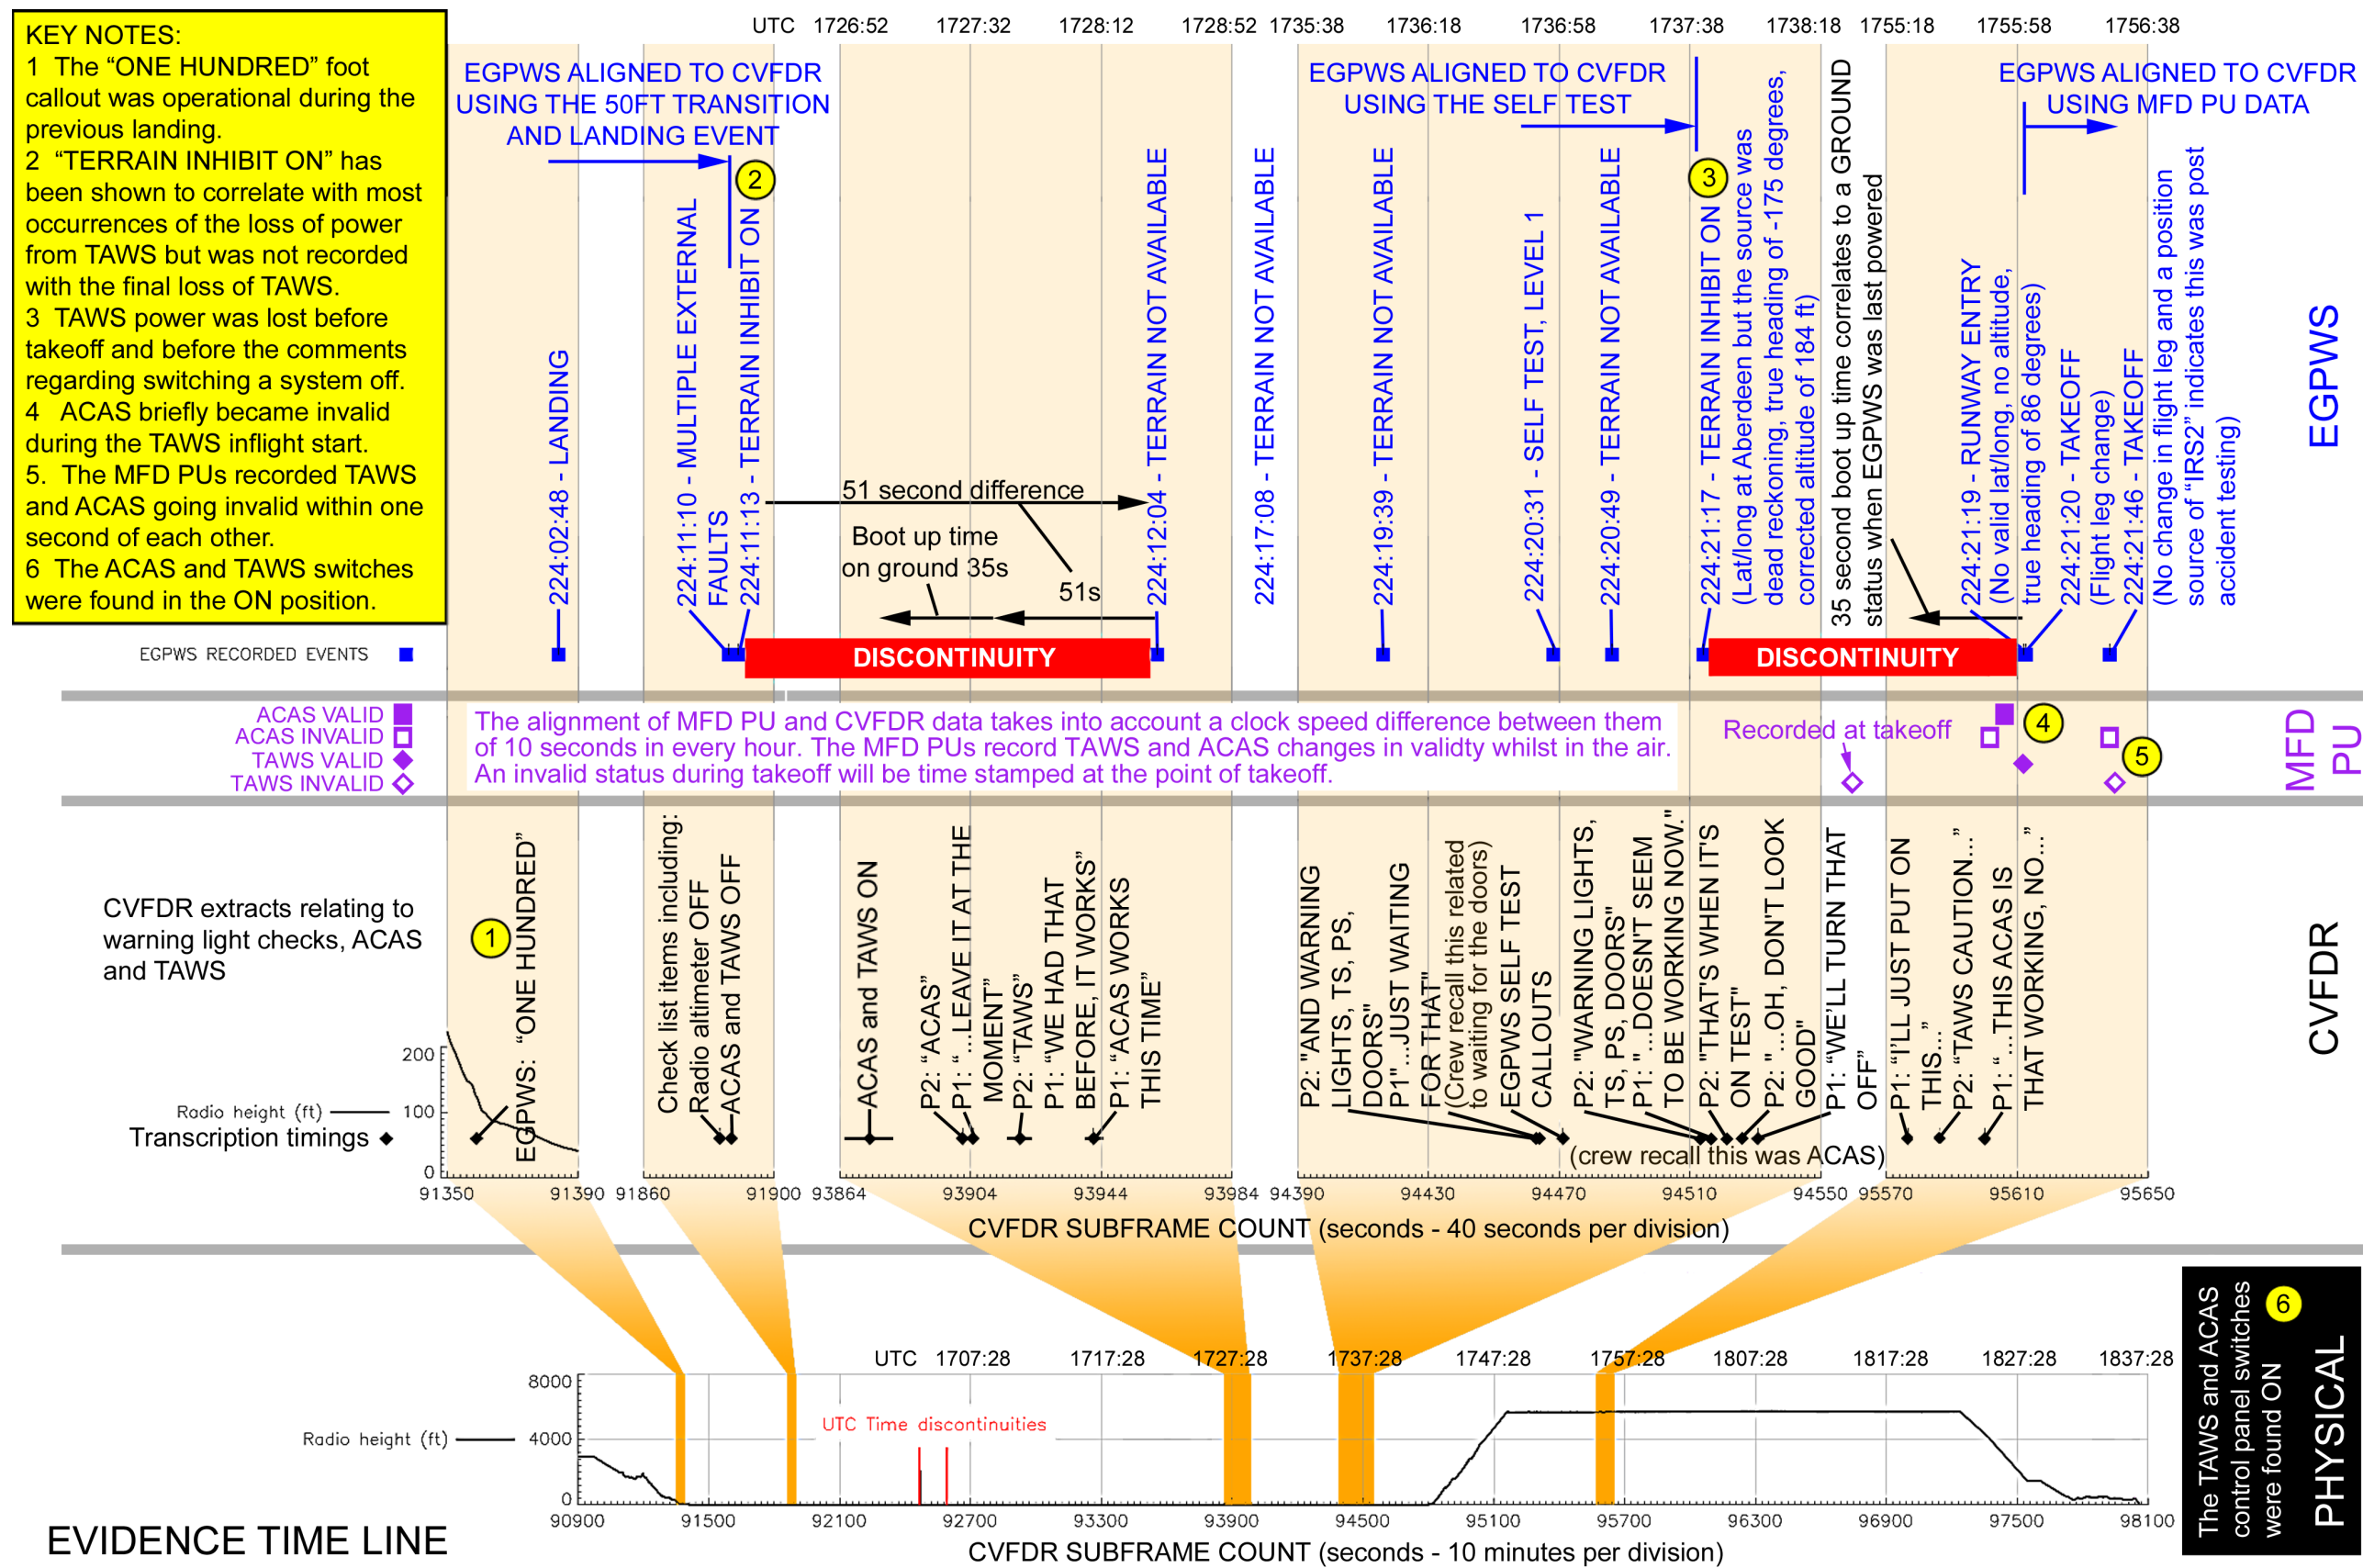 KEY NOTES:
1 The “ONE HUNDRED” foot
callout was operational during the
previous landing.
2 “TERRAIN INHIBIT ON” has
been shown to correlate with most
occurrences of the loss of power
from TAWS but was not recorded
with the final loss of TAWS.
3 TAWS power was lost before
takeoff and before the comments
regarding switching a system off.
4 ACAS briefly became invalid
during the TAWS inflight start.
5. The MFD PUs recorded TAWS
and ACAS going invalid within one
second of each other.
6 The ACAS and TAWS switches
were found in the ON position.
UTC 1726:52 1727:32 1728:12 1728:52 1735:38 1736:18 1736:58 1737:38 1738:18 1755:18 1755:58 1756:38
EGPWS ALIGNED TO CVFDR
USING THE 50FT TRANSITION
AND LANDING EVENT
EGPWS ALIGNED TO CVFDR
USING THE SELF TEST
EGPWS ALIGNED TO CVFDR
USING MFD PU DATA
2
3
224:02:48 - LANDING
224:11:10 - MULTIPLE EXTERNAL
FAULTS
224:11:13 - TERRAIN INHIBIT ON
51 second difference
Boot up time
on ground 35s
51s
224:12:04 - TERRAIN NOT AVAILABLE
224:17:08 - TERRAIN NOT AVAILABLE
224:19:39 - TERRAIN NOT AVAILABLE
224:20:31 - SELF TEST, LEVEL 1
224:20:49 - TERRAIN NOT AVAILABLE
224:21:17 - TERRAIN INHIBIT ON
(Lat/long at Aberdeen but the source was
dead reckoning, true heading of -175 degrees,
corrected altitude of 184 ft)
35 second boot up time correlates to a GROUND
status when EGPWS was last powered
224:21:19 - RUNWAY ENTRY
(No valid lat/long, no altitude,
true heading of 86 degrees)
224:21:20 - TAKEOFF
(Flight leg change)
224:21:46 - TAKEOFF
(No change in flight leg and a position
source of “IRS2” indicates this was post
accident testing)
EGPWS
EGPWS RECORDED EVENTS
DISCONTINUITY
DISCONTINUITY
ACAS VALID
ACAS INVALID
TAWS VALID
TAWS INVALID
The alignment of MFD PU and CVFDR data takes into account a clock speed difference between them
of 10 seconds in every hour. The MFD PUs record TAWS and ACAS changes in validty whilst in the air.
An invalid status during takeoff will be time stamped at the point of takeoff.
Recorded at takeoff
4
5
MFD
PU
CVFDR extracts relating to
warning light checks, ACAS
and TAWS
1
EGPWS: “ONE HUNDRED”
Check list items including:
Radio altimeter OFF
ACAS and TAWS OFF
ACAS and TAWS ON
P2: “ACAS”
P1: “ ...LEAVE IT AT THE
MOMENT”
P2: “TAWS”
P1: “WE HAD THAT
BEFORE, IT WORKS”
P1: “ACAS WORKS
THIS TIME”
P2: "AND WARNING
LIGHTS, TS, PS,
DOORS"
P1"...JUST WAITING
FOR THAT"
(Crew recall this related
to waiting for the doors)
EGPWS SELF TEST
CALLOUTS
P2: "WARNING LIGHTS,
TS, PS, DOORS"
P1: "...DOESN'T SEEM
TO BE WORKING NOW."
P2: "THAT'S WHEN IT'S
ON TEST"
P2: "...OH, DON'T LOOK
GOOD"
P1: “WE’LL TURN THAT
OFF”
P1: “I’LL JUST PUT ON
THIS...”
P2: “TAWS CAUTION...”
P1: “ ...THIS ACAS IS
THAT WORKING, NO...”
(crew recall this was ACAS)
CVFDR
200
100
0
Radio height (ft)
Transcription timings
91350 91390 91860 91900 93864 93904 93944 93984 94390 94430 94470 94510 94550 95570 95610 95650
CVFDR SUBFRAME COUNT (seconds - 40 seconds per division)
UTC 1707:28 1717:28 1727:28 1737:28 1747:28 1757:28 1807:28 1817:28 1827:28 1837:28
8000
4000
0
Radio height (ft)
UTC Time discontinuities
90900 91500 92100 92700 93300 93900 94500 95100 95700 96300 96900 97500 98100
CVFDR SUBFRAME COUNT (seconds - 10 minutes per division)
EVIDENCE TIME LINE
The TAWS and ACAS
control panel switches
were found ON
6
PHYSICAL